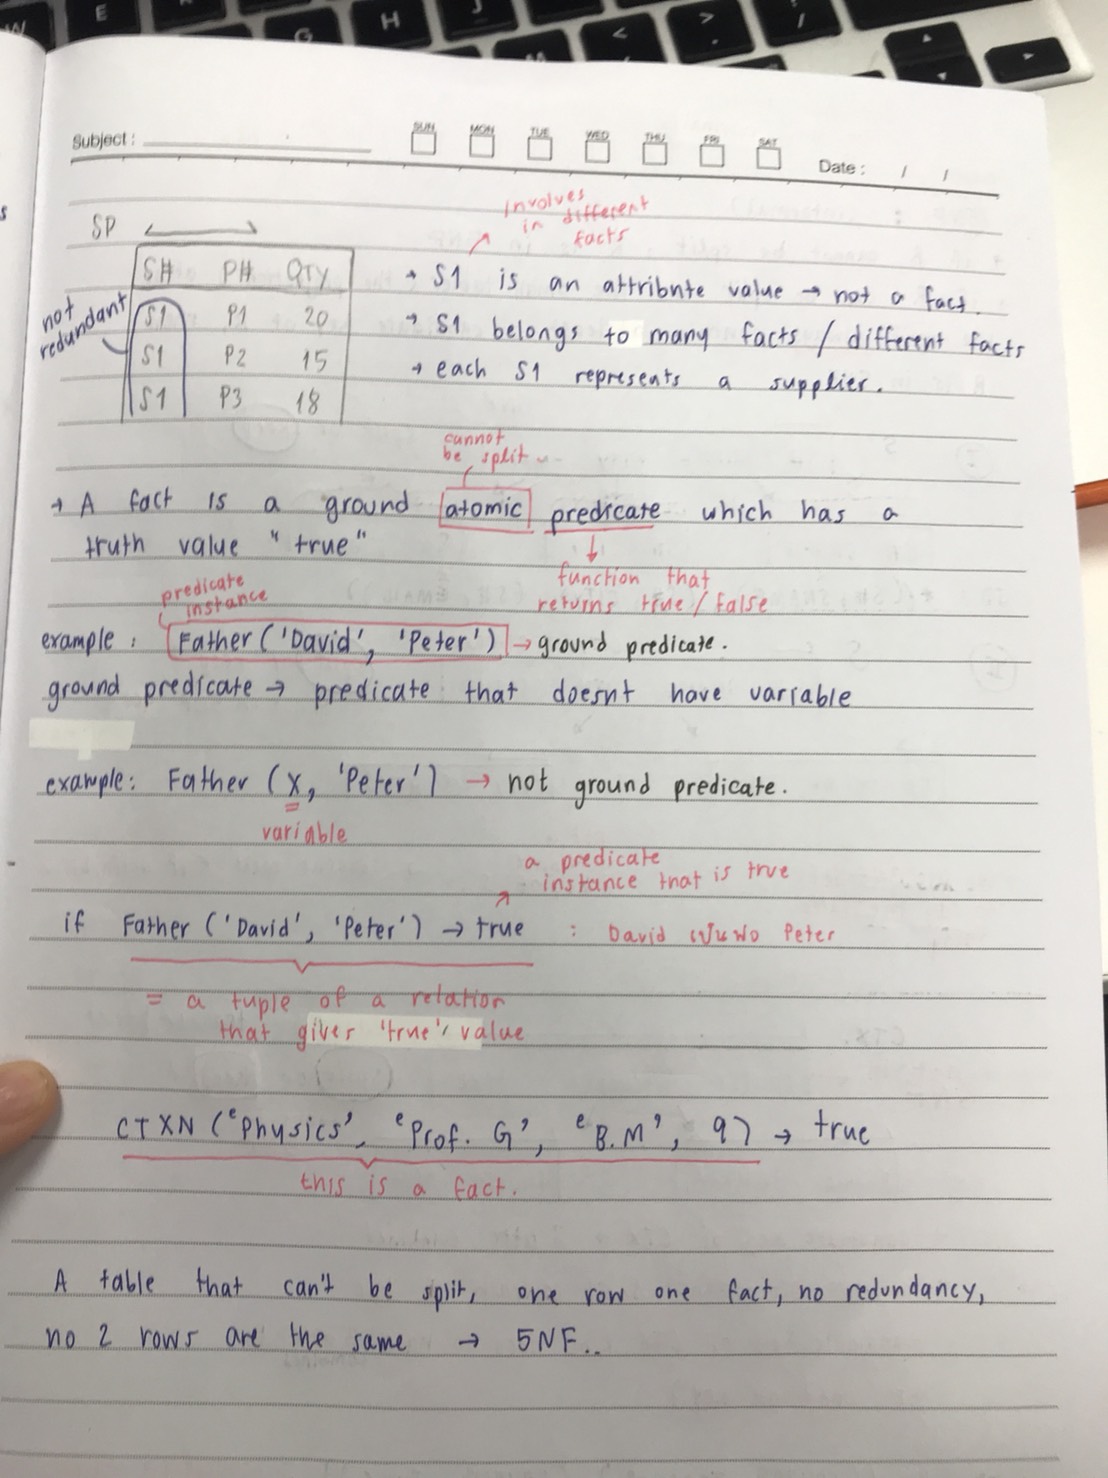 Subject :
SUN MON TUE WED THU FRI SAT
Date : / /
SP
S# P# QTY
S1 P1 20
S1 P2 15
S1 P3 18
not
redundant
involves
in different
facts
→ S1 is an attribute value → not a fact.
→ S1 belongs to many facts / different facts
→ each S1 represents a supplier.
cannot
be split
→ A fact is a ground atomic predicate which has a
truth value "true"
function that
returns true / false
predicate
instance
example : Father ('David', 'Peter') → ground predicate.
ground predicate → predicate that doesnt have variable
example: Father (x, 'Peter') → not ground predicate.
variable
a predicate
instance that is true
if Father ('David', 'Peter') → true : David เป็นพ่อ Peter
= a tuple of a relation
that gives 'true' value
CTXN ('Physics', 'Prof. G', 'B.M', 9) → true
this is a fact.
A table that can't be split, one row one fact, no redundancy,
no 2 rows are the same → 5NF..